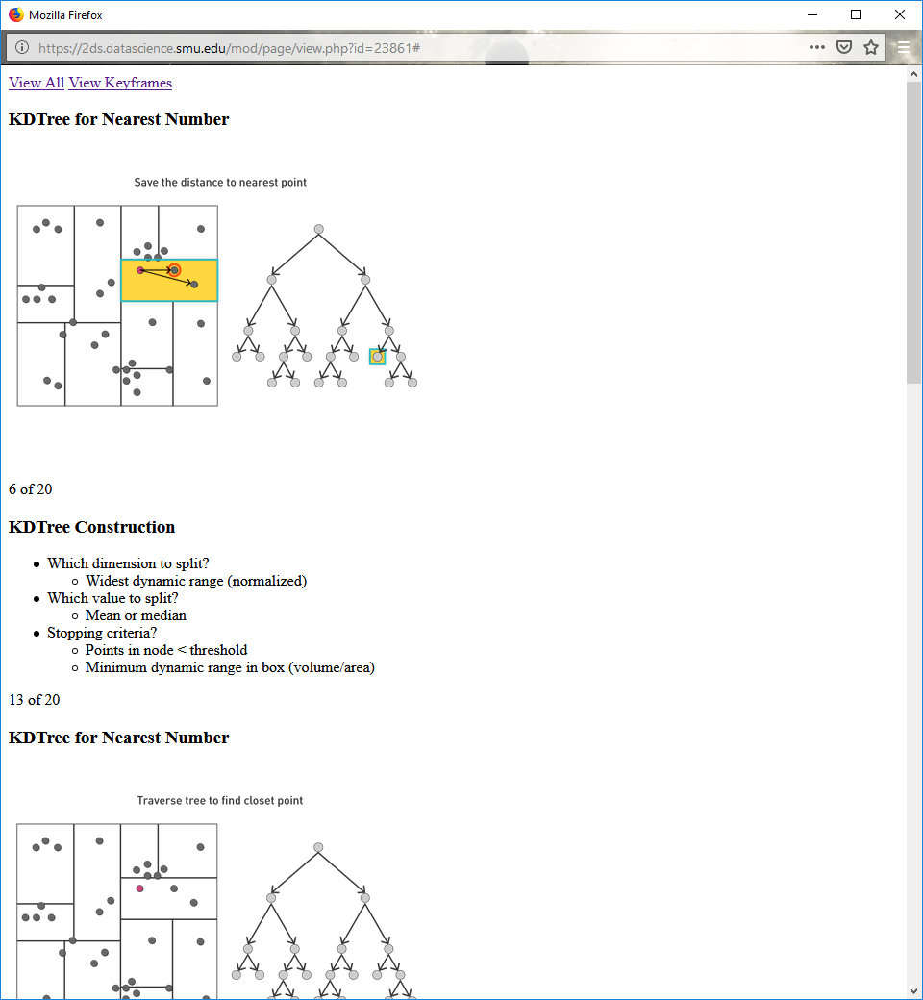 Mozilla Firefox
https://2ds.datascience.smu.edu/mod/page/view.php?id=23861#
View All View Keyframes
KDTree for Nearest Number
Save the distance to nearest point
6 of 20
KDTree Construction
Which dimension to split?
Widest dynamic range (normalized)
Which value to split?
Mean or median
Stopping criteria?
Points in node < threshold
Minimum dynamic range in box (volume/area)
13 of 20
KDTree for Nearest Number
Traverse tree to find closet point